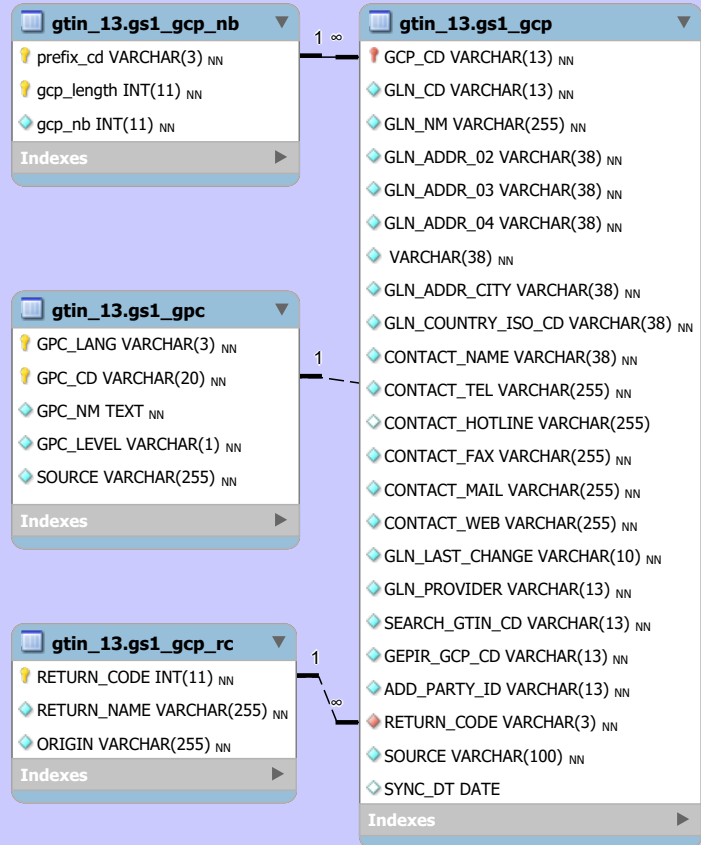 gtin_13.gs1_gcp_nb
prefix_cd VARCHAR(3) NN
gcp_length INT(11) NN
gcp_nb INT(11) NN
Indexes
1 ∞
gtin_13.gs1_gcp
GCP_CD VARCHAR(13) NN
GLN_CD VARCHAR(13) NN
GLN_NM VARCHAR(255) NN
GLN_ADDR_02 VARCHAR(38) NN
GLN_ADDR_03 VARCHAR(38) NN
GLN_ADDR_04 VARCHAR(38) NN
VARCHAR(38) NN
GLN_ADDR_CITY VARCHAR(38) NN
GLN_COUNTRY_ISO_CD VARCHAR(38) NN
CONTACT_NAME VARCHAR(38) NN
CONTACT_TEL VARCHAR(255) NN
CONTACT_HOTLINE VARCHAR(255)
CONTACT_FAX VARCHAR(255) NN
CONTACT_MAIL VARCHAR(255) NN
CONTACT_WEB VARCHAR(255) NN
GLN_LAST_CHANGE VARCHAR(10) NN
GLN_PROVIDER VARCHAR(13) NN
SEARCH_GTIN_CD VARCHAR(13) NN
GEPIR_GCP_CD VARCHAR(13) NN
ADD_PARTY_ID VARCHAR(13) NN
RETURN_CODE VARCHAR(3) NN
SOURCE VARCHAR(100) NN
SYNC_DT DATE
Indexes
gtin_13.gs1_gpc
GPC_LANG VARCHAR(3) NN
GPC_CD VARCHAR(20) NN
GPC_NM TEXT NN
GPC_LEVEL VARCHAR(1) NN
SOURCE VARCHAR(255) NN
Indexes
1
gtin_13.gs1_gcp_rc
RETURN_CODE INT(11) NN
RETURN_NAME VARCHAR(255) NN
ORIGIN VARCHAR(255) NN
Indexes
1
∞